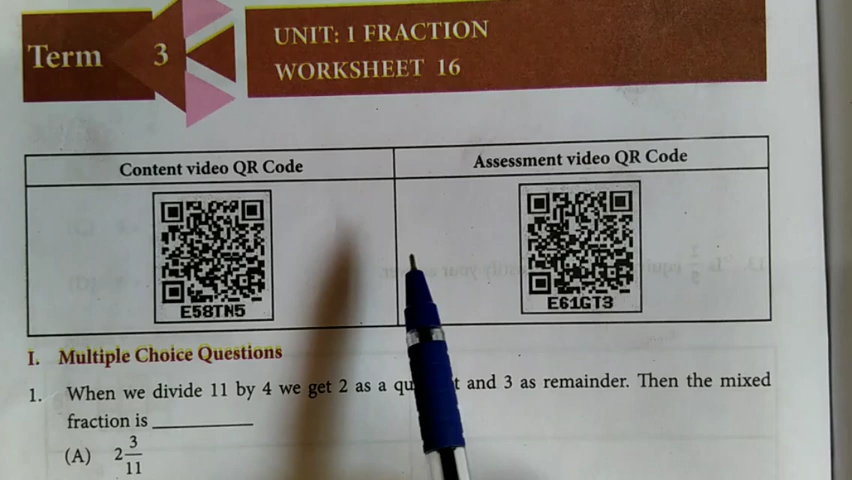 Term 3
UNIT: 1 FRACTION
WORKSHEET 16
Content video QR Code
Assessment video QR Code
E58TN5
E61GT3
I. Multiple Choice Questions
1. When we divide 11 by 4 we get 2 as a and 3 as remainder. Then the mixed
fraction is __________
(A) 2 3/11